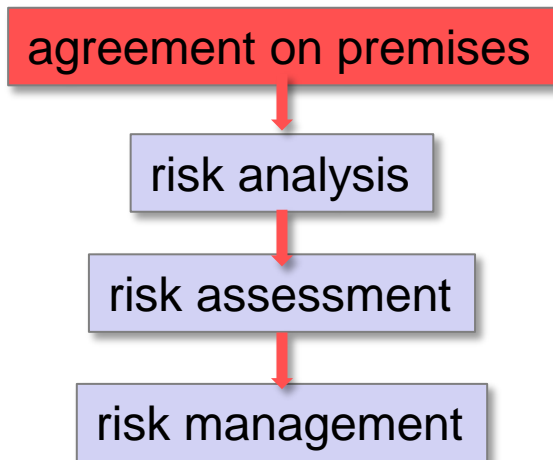 agreement on premises
risk analysis
risk assessment
risk management